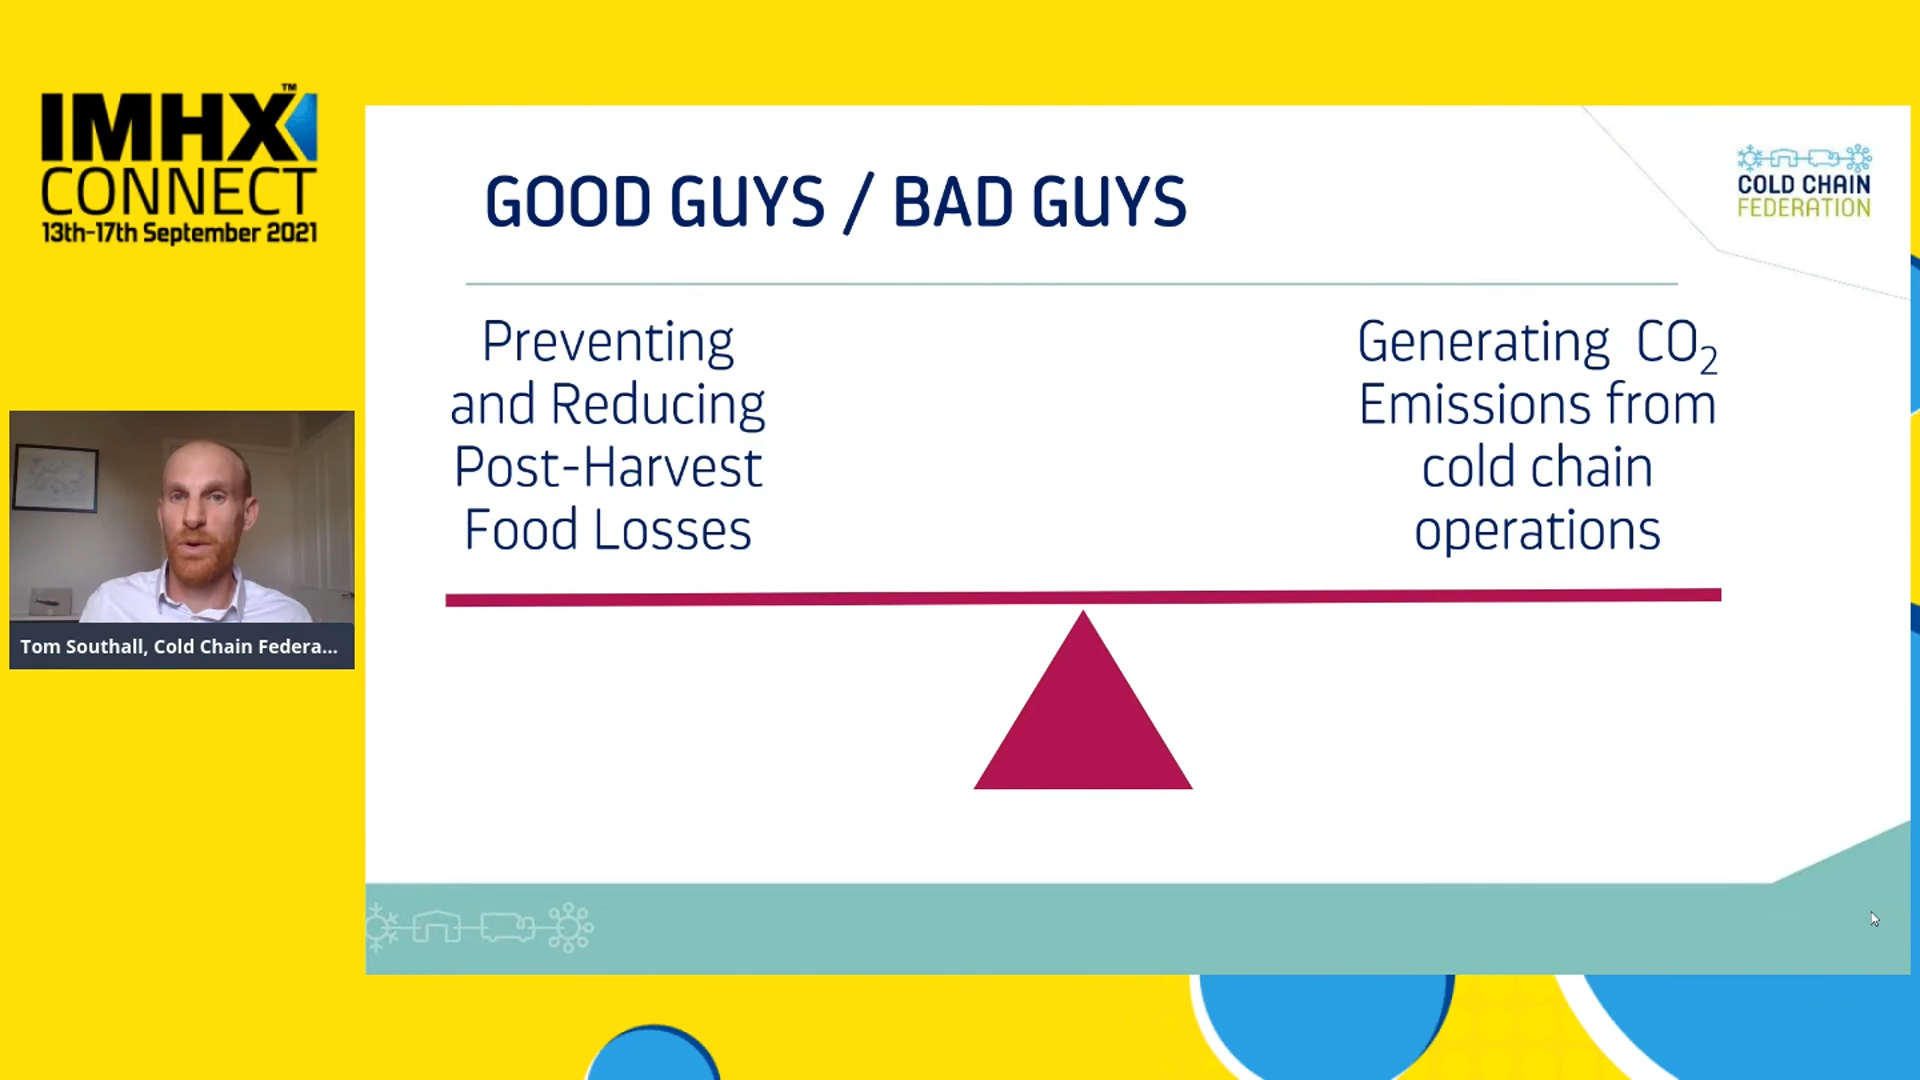 IMHX™
CONNECT
13th-17th September 2021
GOOD GUYS / BAD GUYS
COLD CHAIN
FEDERATION
Preventing
and Reducing
Post-Harvest
Food Losses
Generating CO₂
Emissions from
cold chain
operations
Tom Southall, Cold Chain Federa...